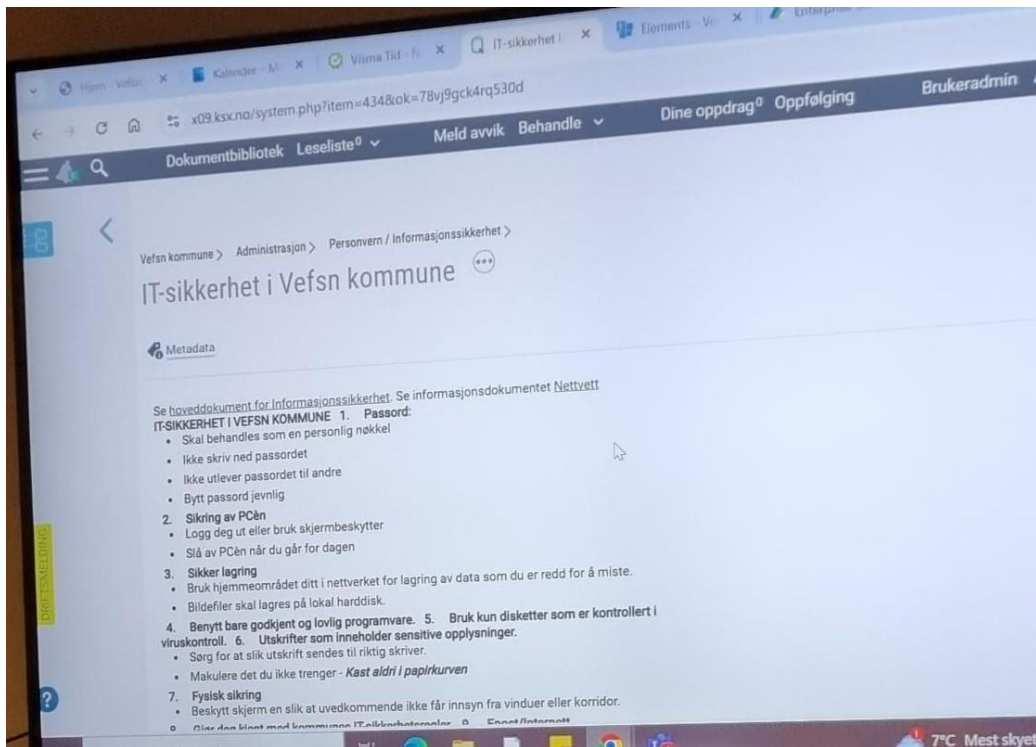 Hjem
Kalender - M
Visma Tid - N
IT-sikkerhet i
Elements - Ve
x09.ksx.no/system.php?item=434&ok=78vj9gck4rq530d
Dokumentbibliotek Leseliste⁰ Meld avvik Behandle Dine oppdrag⁰ Oppfølging Brukeradmin
Vefsn kommune > Administrasjon > Personvern / Informasjonssikkerhet >
IT-sikkerhet i Vefsn kommune
Metadata
Se hoveddokument for Informasjonssikkerhet. Se informasjonsdokumentet Nettvett
IT-SIKKERHET I VEFSN KOMMUNE 1. Passord:
• Skal behandles som en personlig nøkkel
• Ikke skriv ned passordet
• Ikke utlever passordet til andre
• Bytt passord jevnlig
2. Sikring av PCèn
• Logg deg ut eller bruk skjermbeskytter
• Slå av PCèn når du går for dagen
3. Sikker lagring
• Bruk hjemmeområdet ditt i nettverket for lagring av data som du er redd for å miste.
• Bildefiler skal lagres på lokal harddisk.
4. Benytt bare godkjent og lovlig programvare. 5. Bruk kun disketter som er kontrollert i
viruskontroll. 6. Utskrifter som inneholder sensitive opplysninger.
• Sørg for at slik utskrift sendes til riktig skriver.
• Makulere det du ikke trenger - Kast aldri i papirkurven
7. Fysisk sikring
• Beskytt skjerm en slik at uvedkommende ikke får innsyn fra vinduer eller korridor.
DRIFTSMELDING
?
7°C Mest skyet